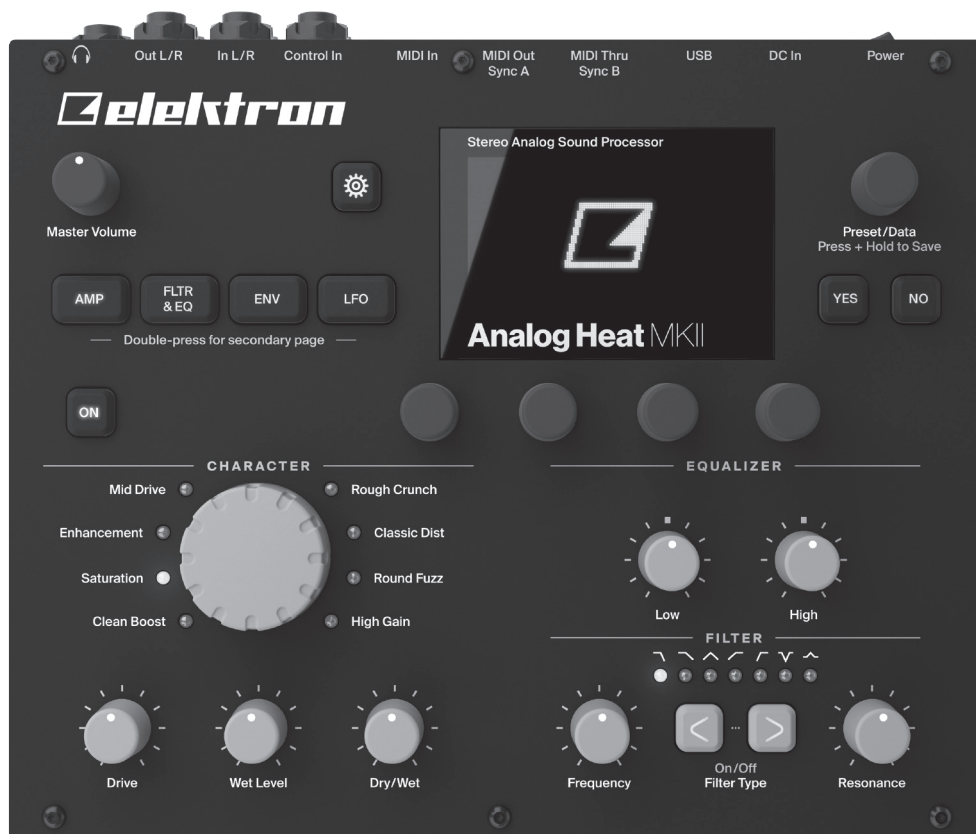 Out L/R
In L/R
Control In
MIDI In
MIDI Out
Sync A
MIDI Thru
Sync B
USB
DC In
Power
elektron
Stereo Analog Sound Processor
Analog Heat MKII
Master Volume
Preset/Data
Press + Hold to Save
AMP
FLTR
& EQ
ENV
LFO
YES
NO
Double-press for secondary page
ON
CHARACTER
Mid Drive
Rough Crunch
Enhancement
Classic Dist
Saturation
Round Fuzz
Clean Boost
High Gain
EQUALIZER
Low
High
FILTER
Drive
Wet Level
Dry/Wet
Frequency
On/Off
Filter Type
Resonance